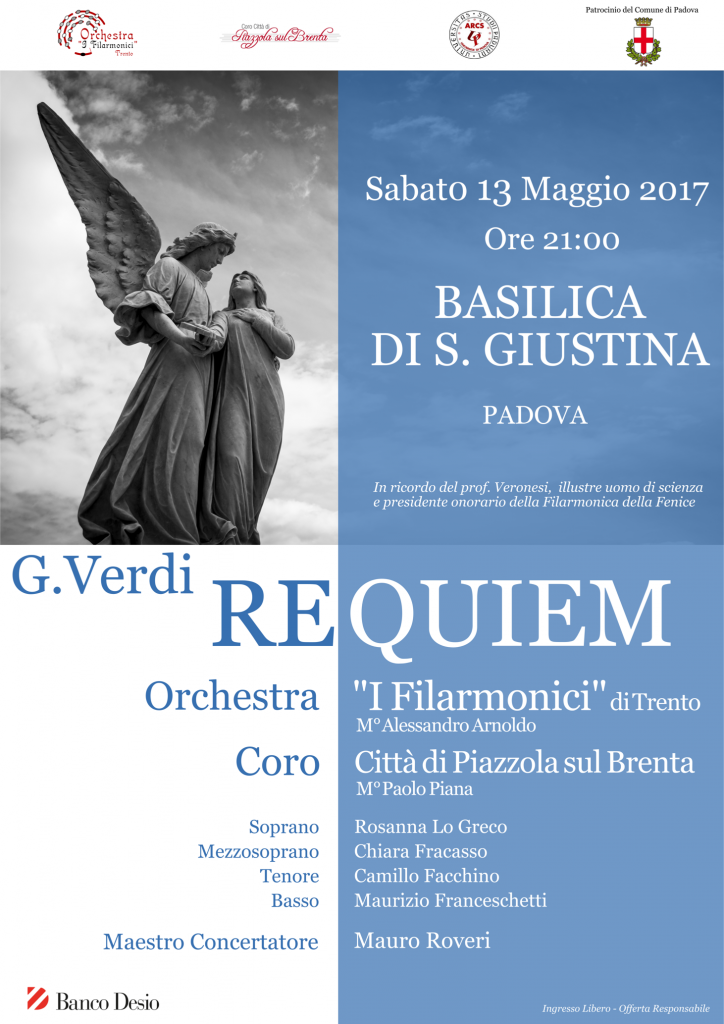 Orchestra
"I Filarmonici"
Trento
Coro Città di
Piazzola sul Brenta
UNIVERSITAS STUDII PADUANI
ARCS
Patrocinio del Comune di Padova
Sabato 13 Maggio 2017
Ore 21:00
BASILICA
DI S. GIUSTINA
PADOVA
In ricordo del prof. Veronesi, illustre uomo di scienza
e presidente onorario della Filarmonica della Fenice
G.Verdi
REQUIEM
Orchestra "I Filarmonici" di Trento
M° Alessandro Arnoldo
Coro Città di Piazzola sul Brenta
M° Paolo Piana
Soprano Rosanna Lo Greco
Mezzosoprano Chiara Fracasso
Tenore Camillo Facchino
Basso Maurizio Franceschetti
Maestro Concertatore Mauro Roveri
Banco Desio
Ingresso Libero - Offerta Responsabile